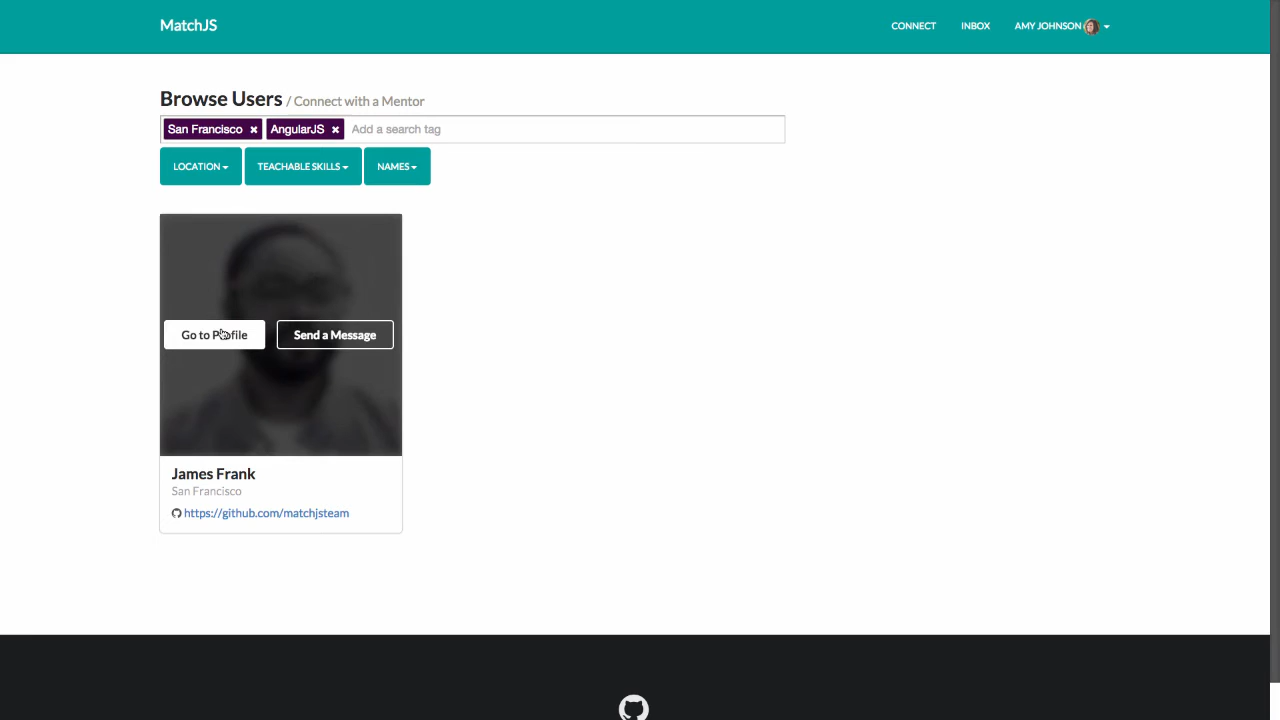 MatchJS
CONNECT
INBOX
AMY JOHNSON
Browse Users / Connect with a Mentor
San Francisco × AngularJS × Add a search tag
LOCATION
TEACHABLE SKILLS
NAMES
Go to Profile
Send a Message
James Frank
San Francisco
https://github.com/matchjsteam